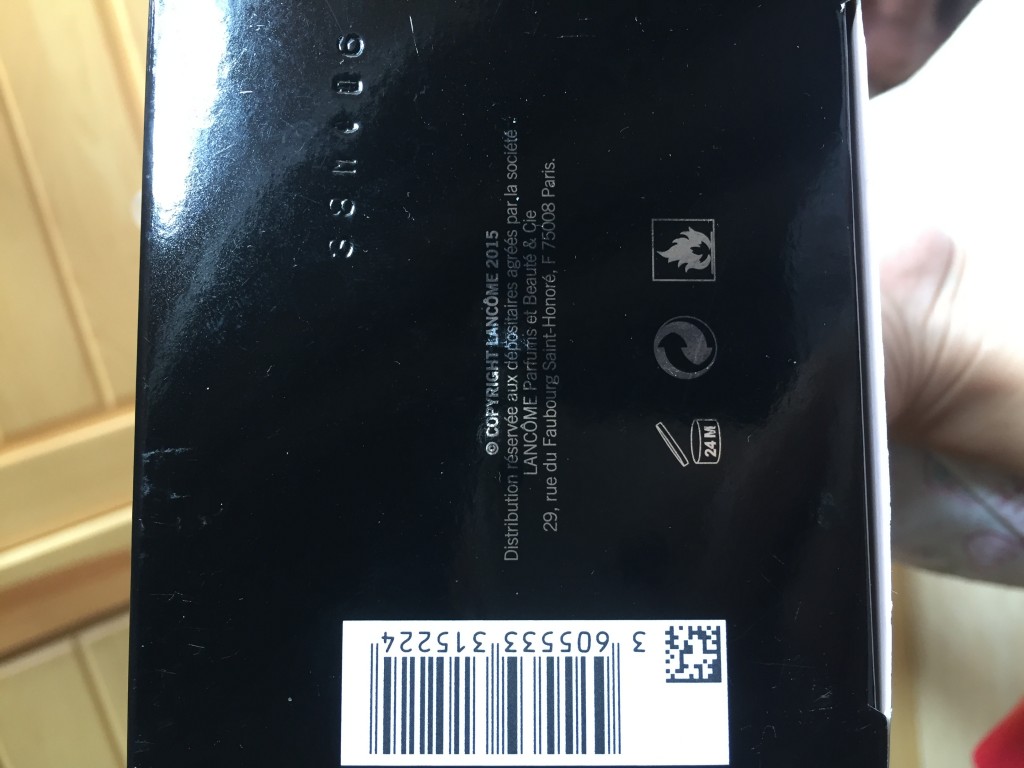 © COPYRIGHT LANCÔME 2015
Distribution réservée aux dépositaires agréés par la société
LANCÔME Parfums et Beauté & Cie
29, rue du Faubourg Saint-Honoré, F 75008 Paris.
24 M
3 605533 315224